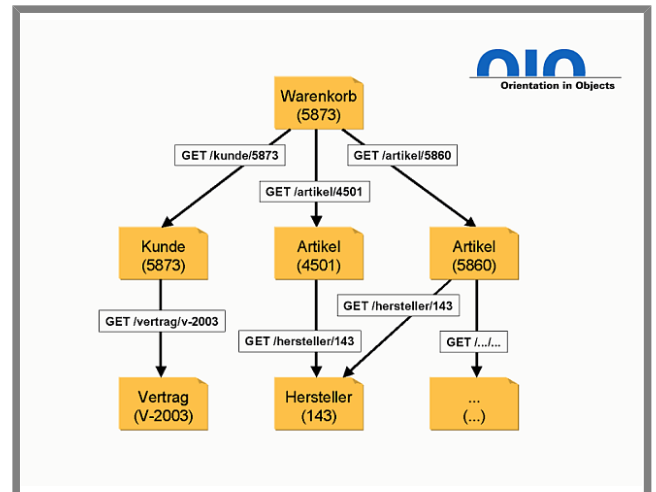 OIO
Orientation in Objects
Warenkorb
(5873)
GET /kunde/5873
GET /artikel/5860
GET /artikel/4501
Kunde
(5873)
Artikel
(4501)
Artikel
(5860)
GET /hersteller/143
GET /vertrag/v-2003
GET /hersteller/143
GET /.../...
Vertrag
(V-2003)
Hersteller
(143)
...
(...)